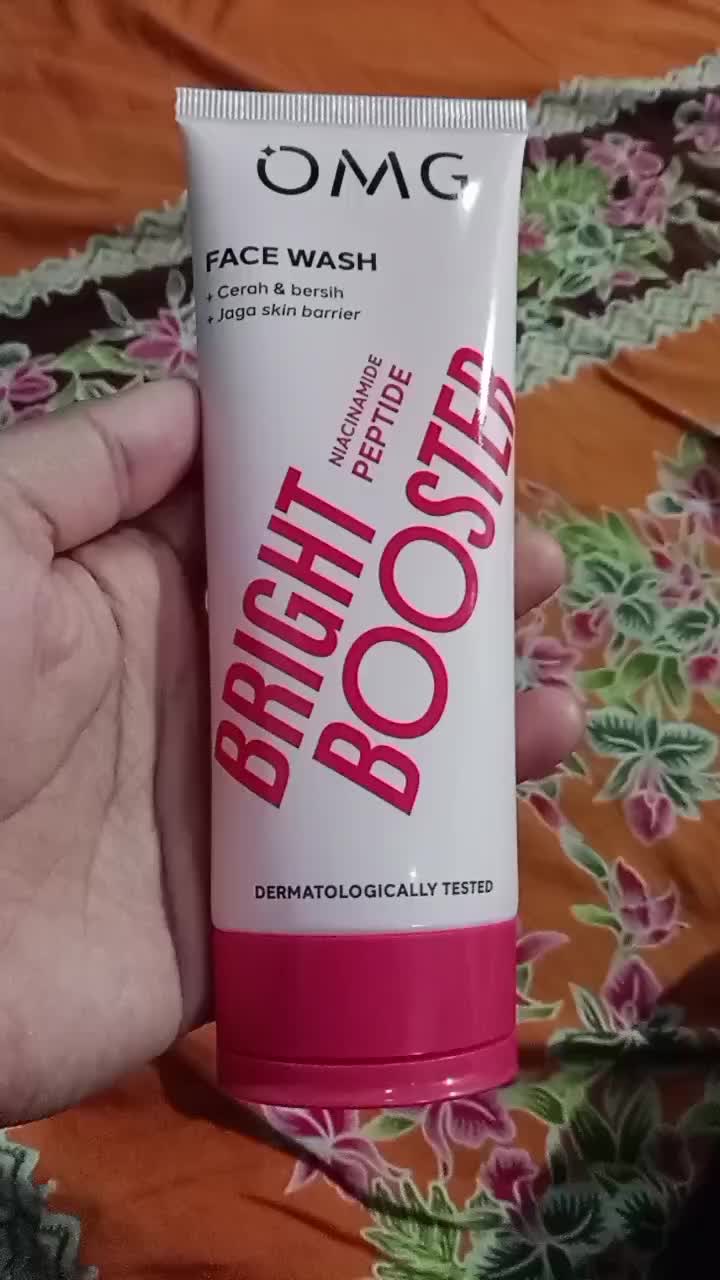 OMG
FACE WASH
+ Cerah & bersih
+ Jaga skin barrier
NIACINAMIDE
PEPTIDE
BRIGHT
BOOSTER
DERMATOLOGICALLY TESTED